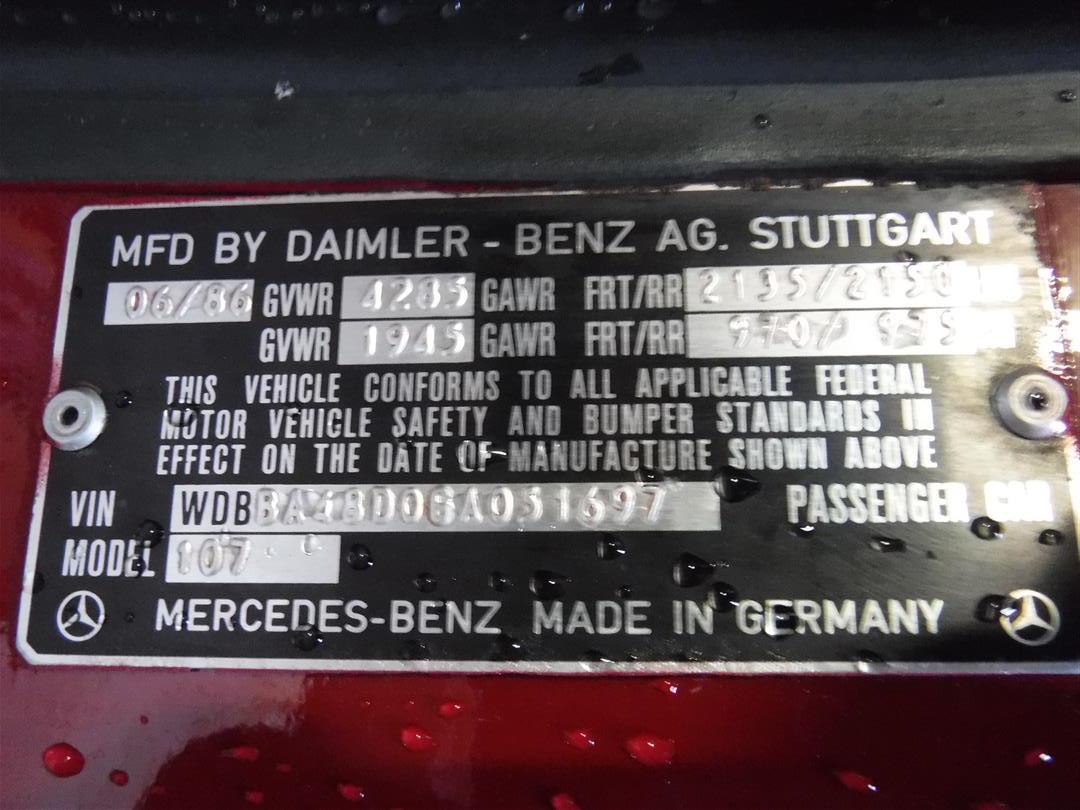 MFD BY DAIMLER - BENZ AG. STUTTGART
06/86 GVWR 4285 GAWR FRT/RR 2135/2150
GVWR 1945 GAWR FRT/RR 970/ 975
THIS VEHICLE CONFORMS TO ALL APPLICABLE FEDERAL
MOTOR VEHICLE SAFETY AND BUMPER STANDARDS IN
EFFECT ON THE DATE OF MANUFACTURE SHOWN ABOVE
VIN WDBBA48D0GA051697 PASSENGER CAR
MODEL 107
MERCEDES-BENZ MADE IN GERMANY